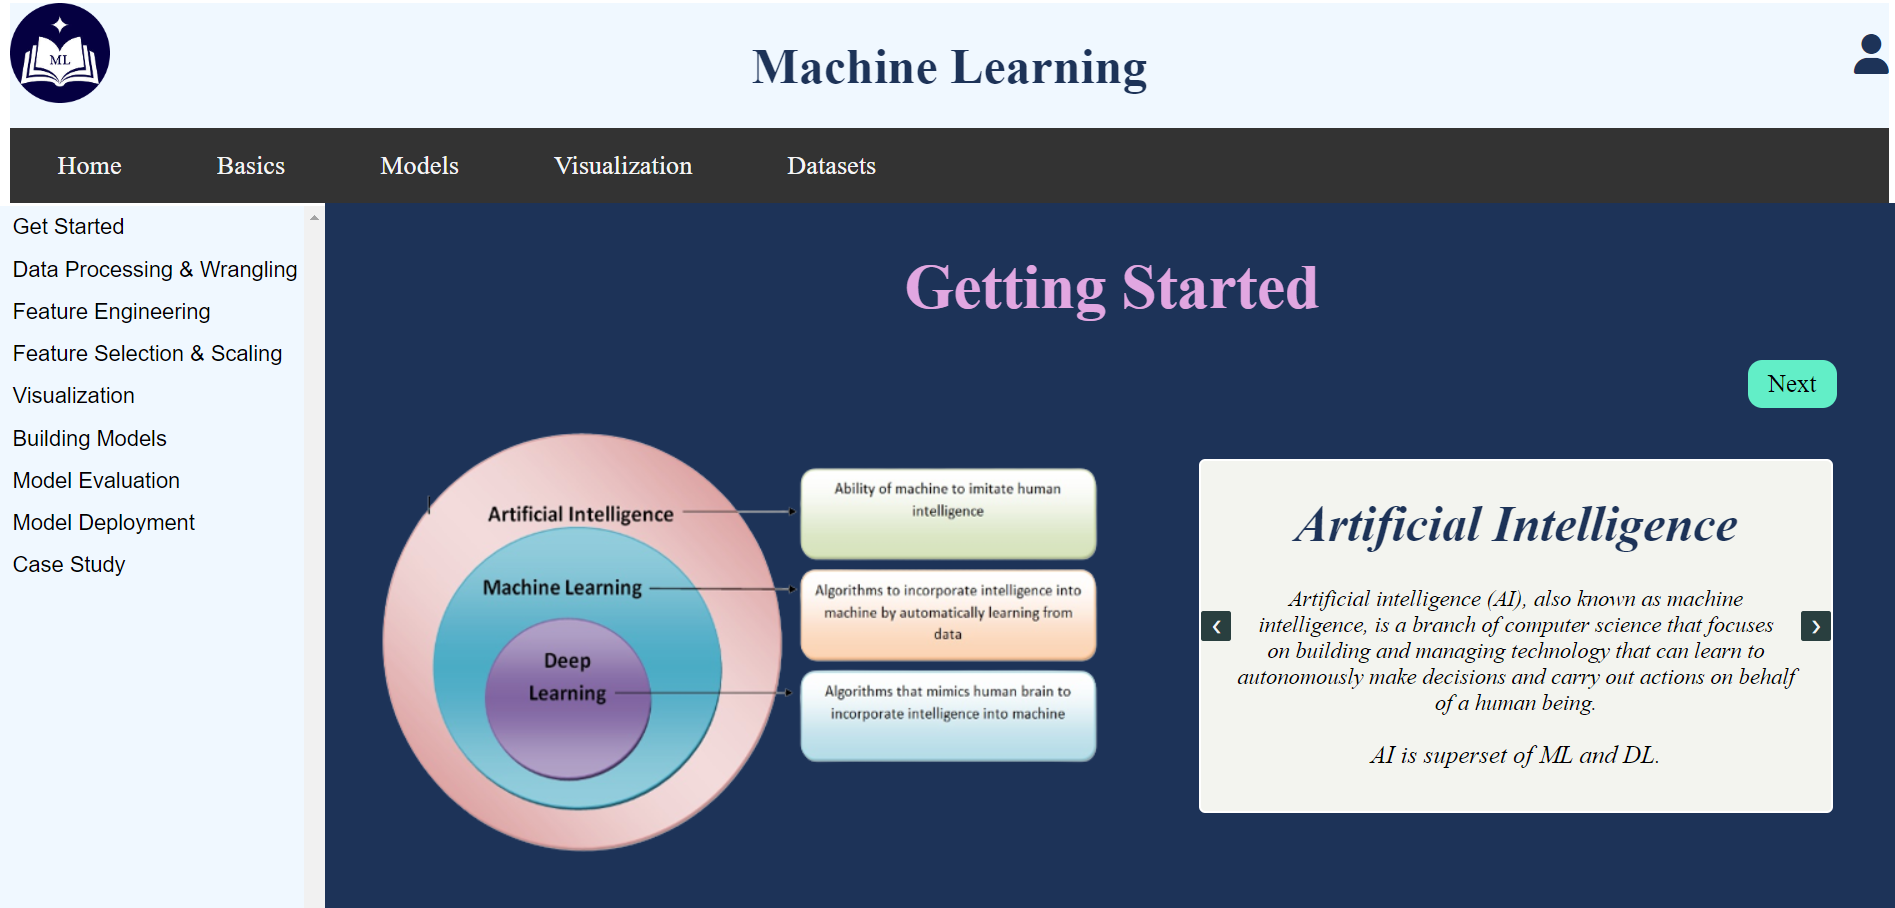 ML
Machine Learning
Home
Basics
Models
Visualization
Datasets
Get Started
Data Processing & Wrangling
Feature Engineering
Feature Selection & Scaling
Visualization
Building Models
Model Evaluation
Model Deployment
Case Study
Getting Started
Next
Artificial Intelligence
Machine Learning
Deep
Learning
Ability of machine to imitate human
intelligence
Algorithms to incorporate intelligence into
machine by automatically learning from
data
Algorithms that mimics human brain to
incorporate intelligence into machine
Artificial Intelligence
Artificial intelligence (AI), also known as machine
intelligence, is a branch of computer science that focuses
on building and managing technology that can learn to
autonomously make decisions and carry out actions on behalf
of a human being.
AI is superset of ML and DL.